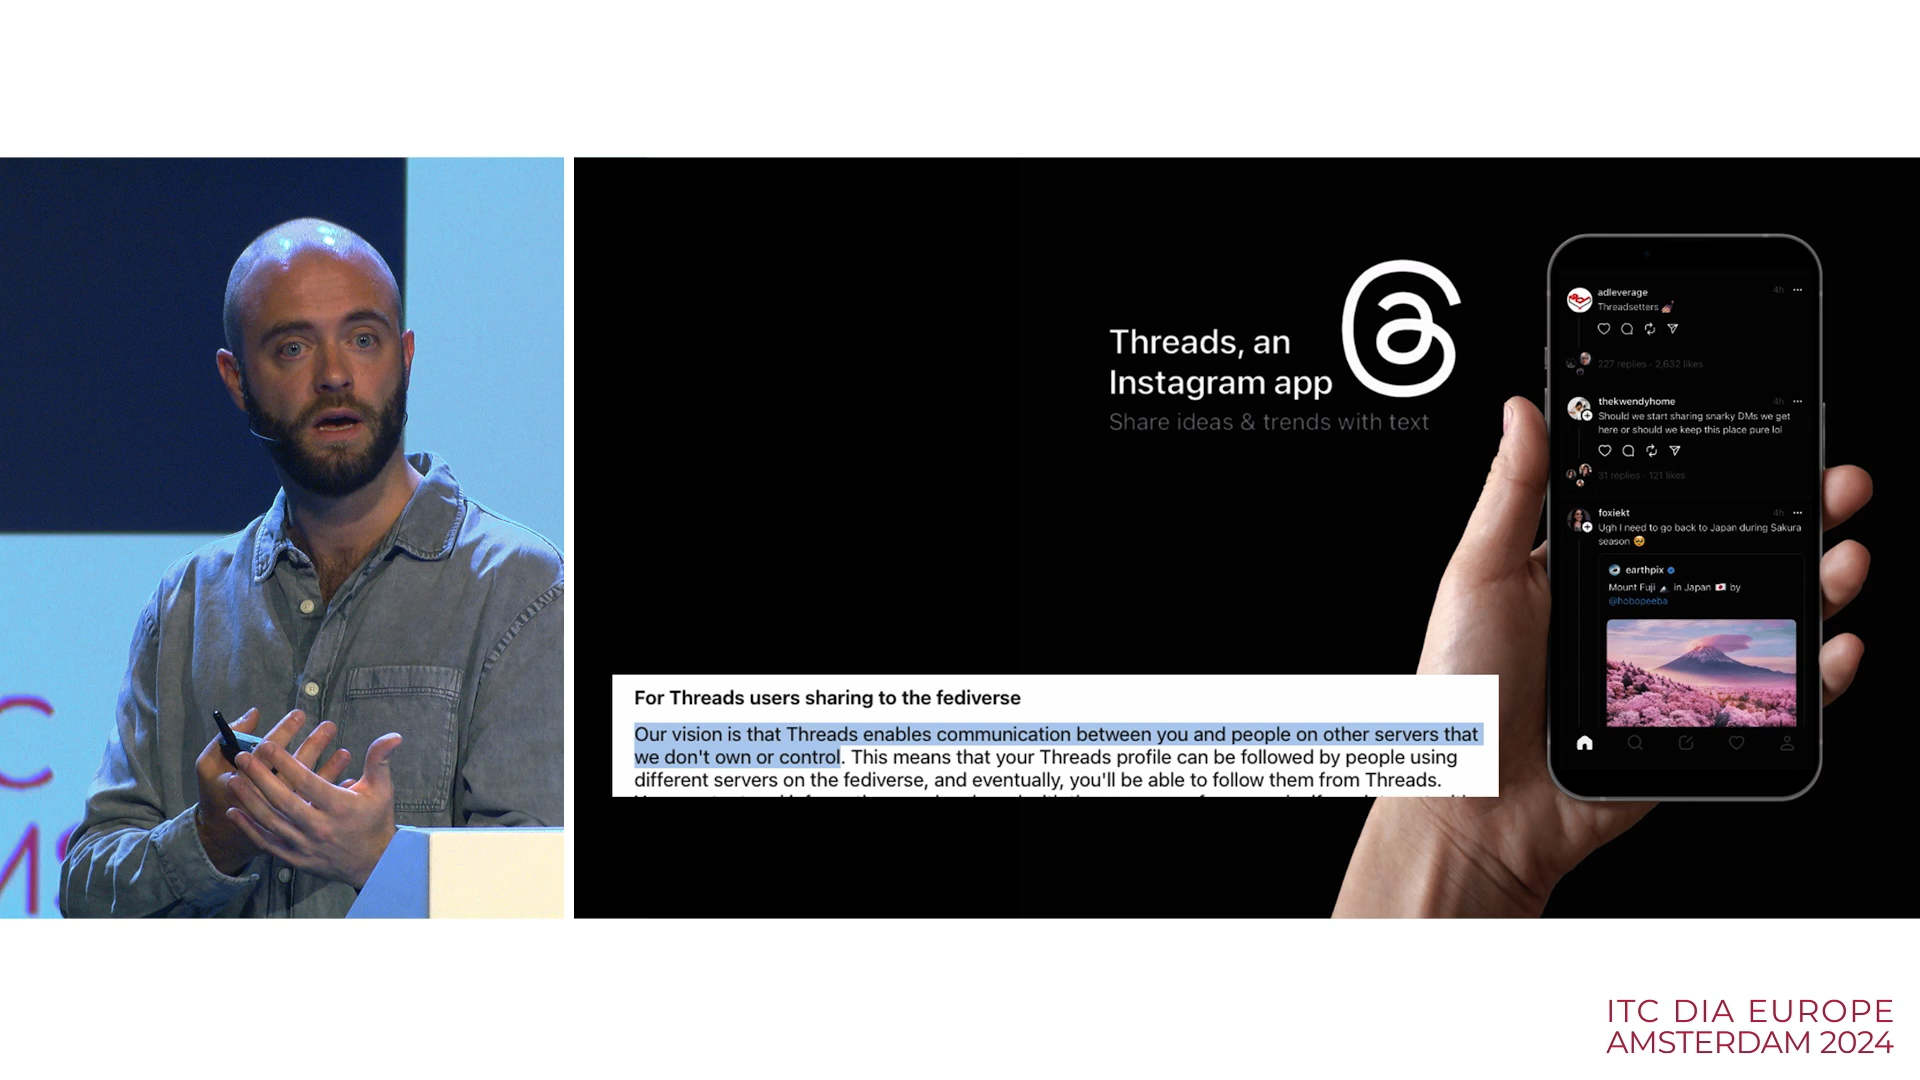 Threads, an
Instagram app
Share ideas & trends with text
adleverage
4h
Threadsetters
227 replies · 2,632 likes
thekwendyhome
4h
Should we start sharing snarky DMs we get
here or should we keep this place pure lol
31 replies · 121 likes
foxiekt
4h
Ugh I need to go back to Japan during Sakura
season 🥺
earthpix
Mount Fuji 🗻 in Japan 🇯🇵 by
@hobopeeba
For Threads users sharing to the fediverse
Our vision is that Threads enables communication between you and people on other servers that
we don't own or control. This means that your Threads profile can be followed by people using
different servers on the fediverse, and eventually, you'll be able to follow them from Threads.
C
C
MS
ITC DIA EUROPE
AMSTERDAM 2024